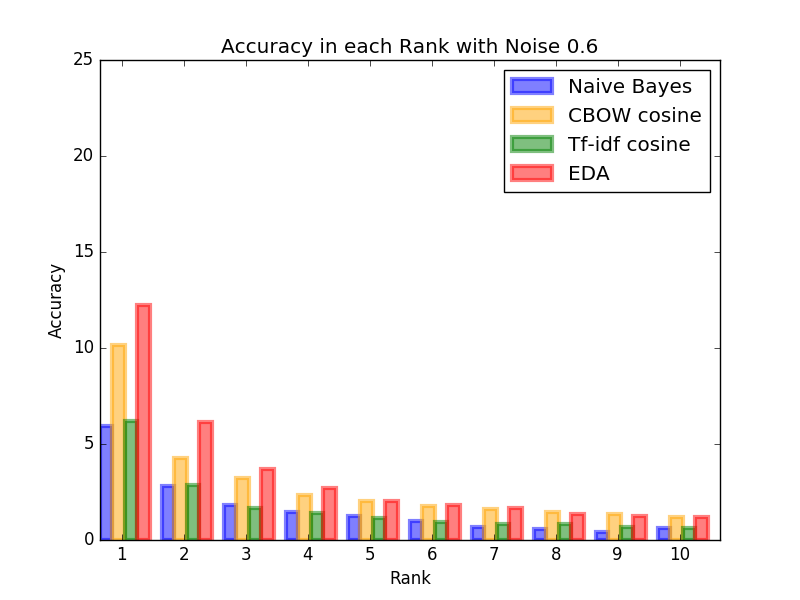 Accuracy in each Rank with Noise 0.6
25
20
15
10
5
0
Accuracy
Naive Bayes
CBOW cosine
Tf-idf cosine
EDA
1 2 3 4 5 6 7 8 9 10
Rank